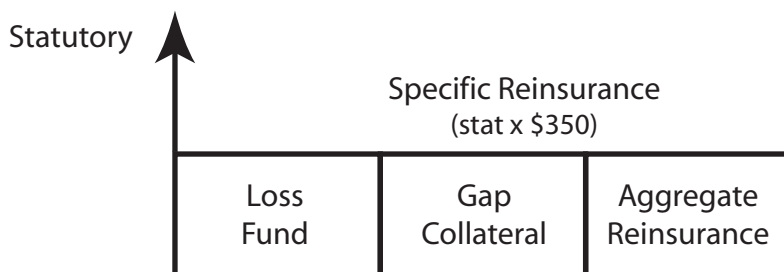 Statutory
Specific Reinsurance
(stat x $350)
Loss
Fund
Gap
Collateral
Aggregate
Reinsurance